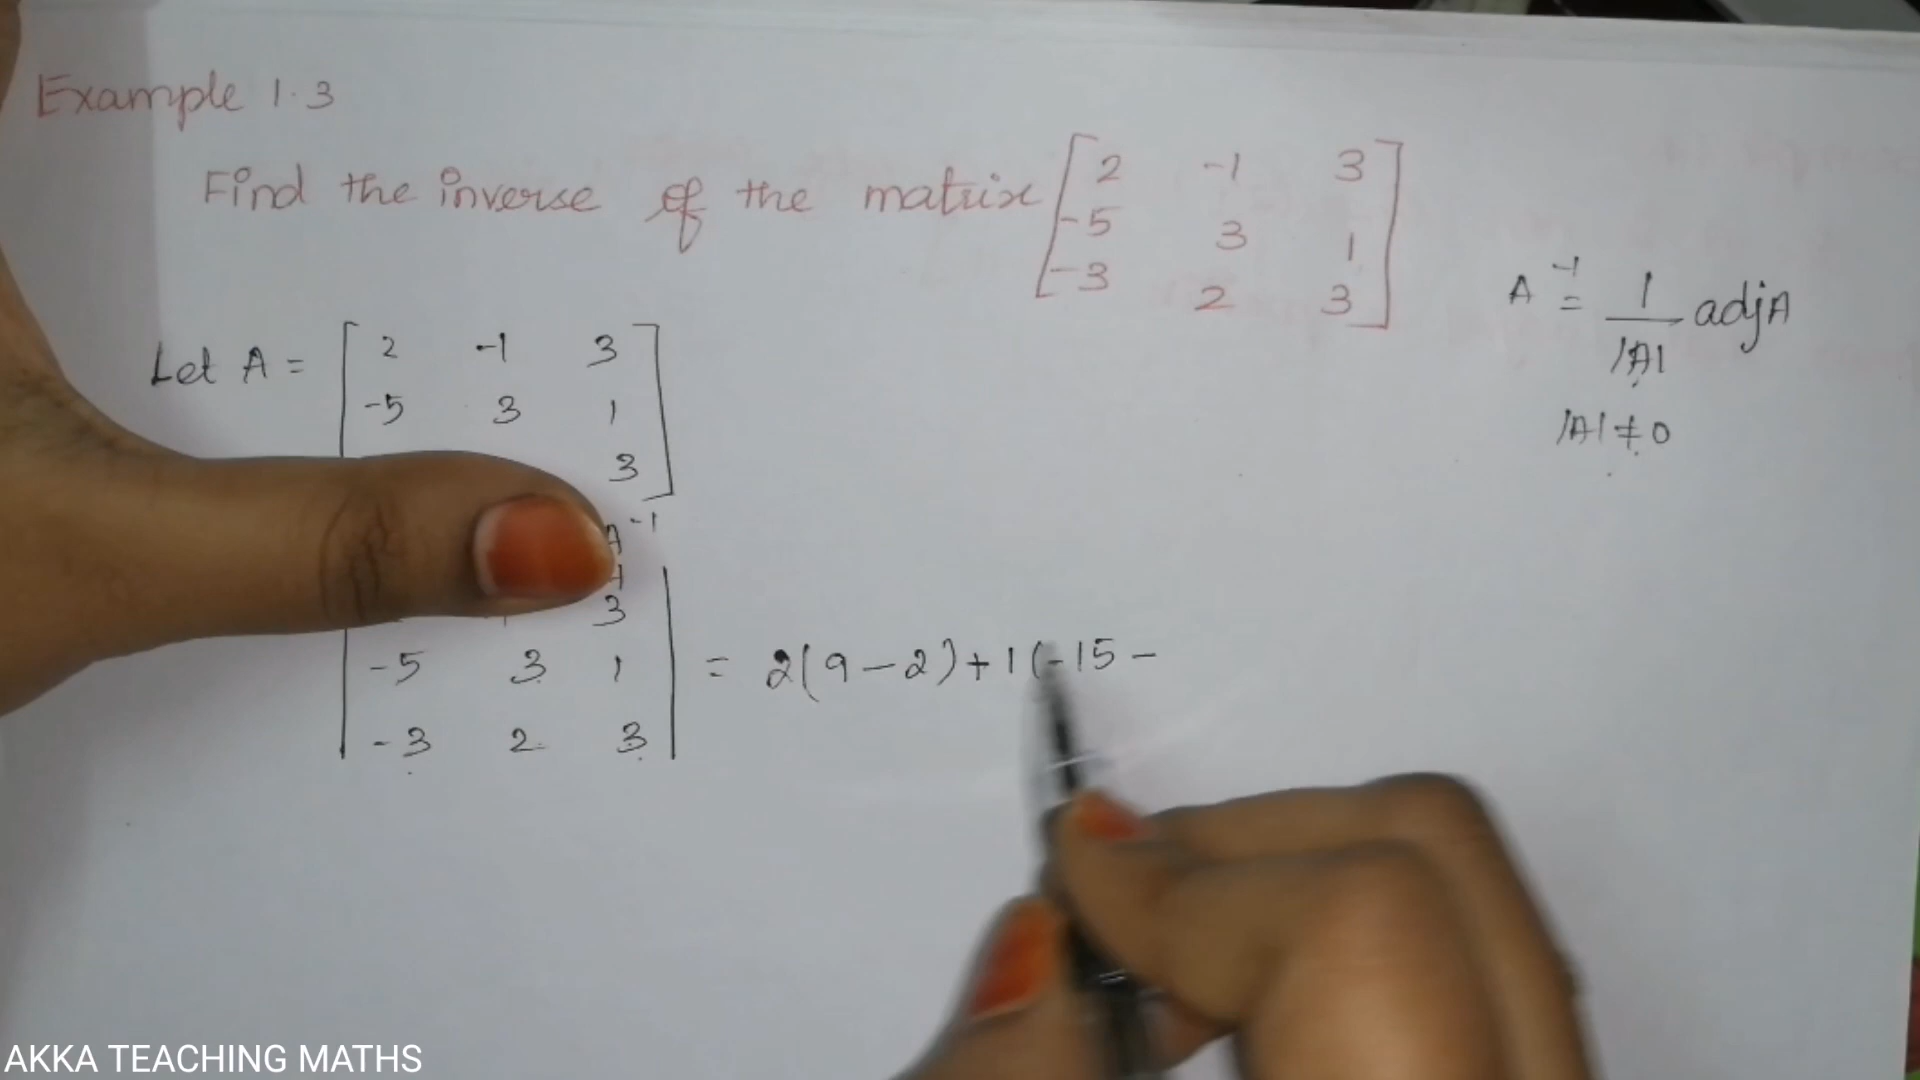 Example 1.3
Find the inverse of the matrix [2 -1 3
-5 3 1
-3 2 3]
A⁻¹ = 1/|A| adjA
|A| ≠ 0
Let A = [2 -1 3
-5 3 1
3]
A⁻¹
3
-5 3 1 = 2(9-2)+1(-15-
-3 2 3
AKKA TEACHING MATHS